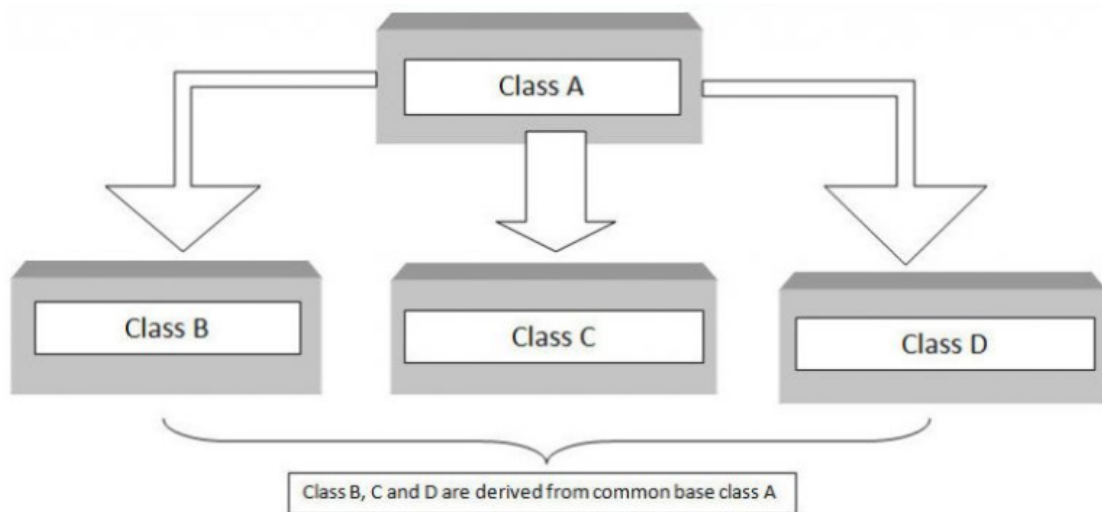 Class A
Class B
Class C
Class D
Class B, C and D are derived from common base class A